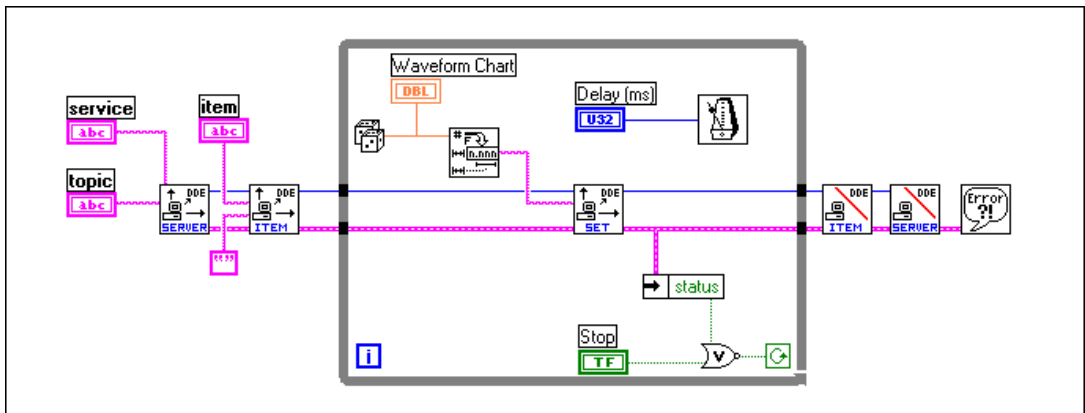 Waveform Chart
DBL
Delay (ms)
U32
service
abc
item
abc
#
F
n.nnn
topic
abc
DDE
SERVER
DDE
ITEM
DDE
SET
DDE
ITEM
DDE
SERVER
Error
?!
""
status
Stop
TF
V
i